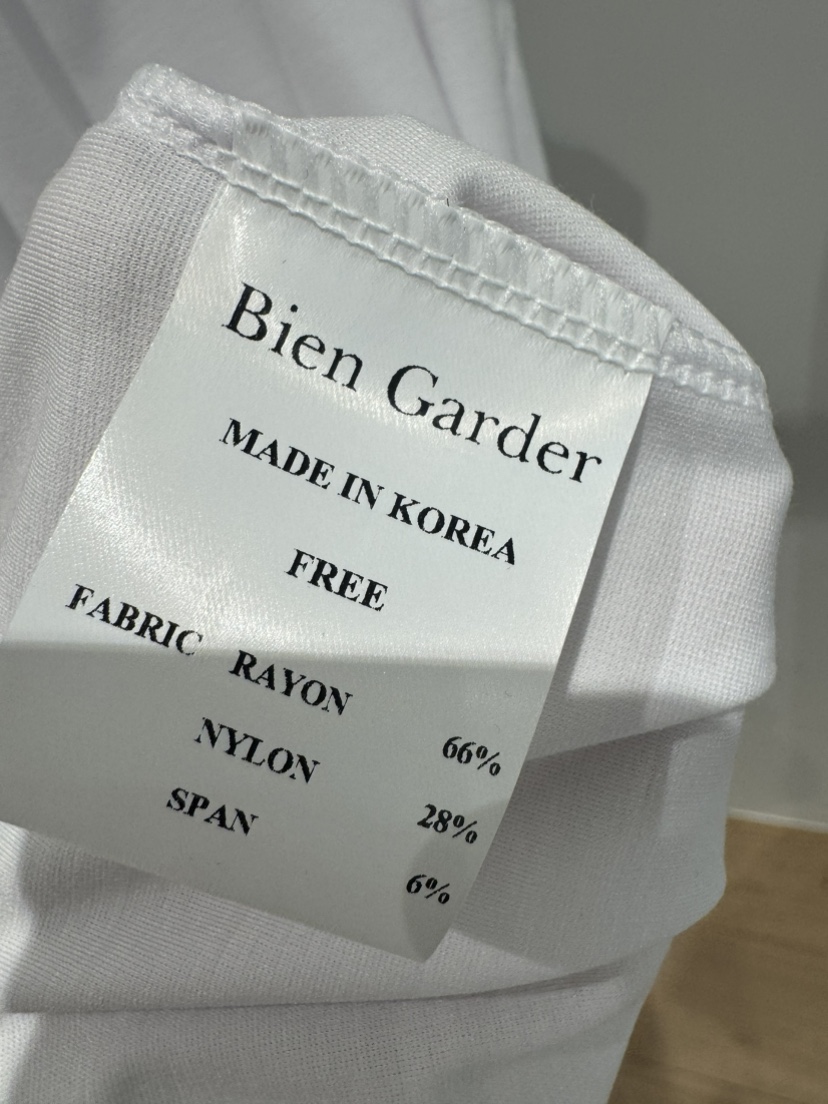 Bien Garder
MADE IN KOREA
FREE
FABRIC RAYON 66%
NYLON 28%
SPAN 6%